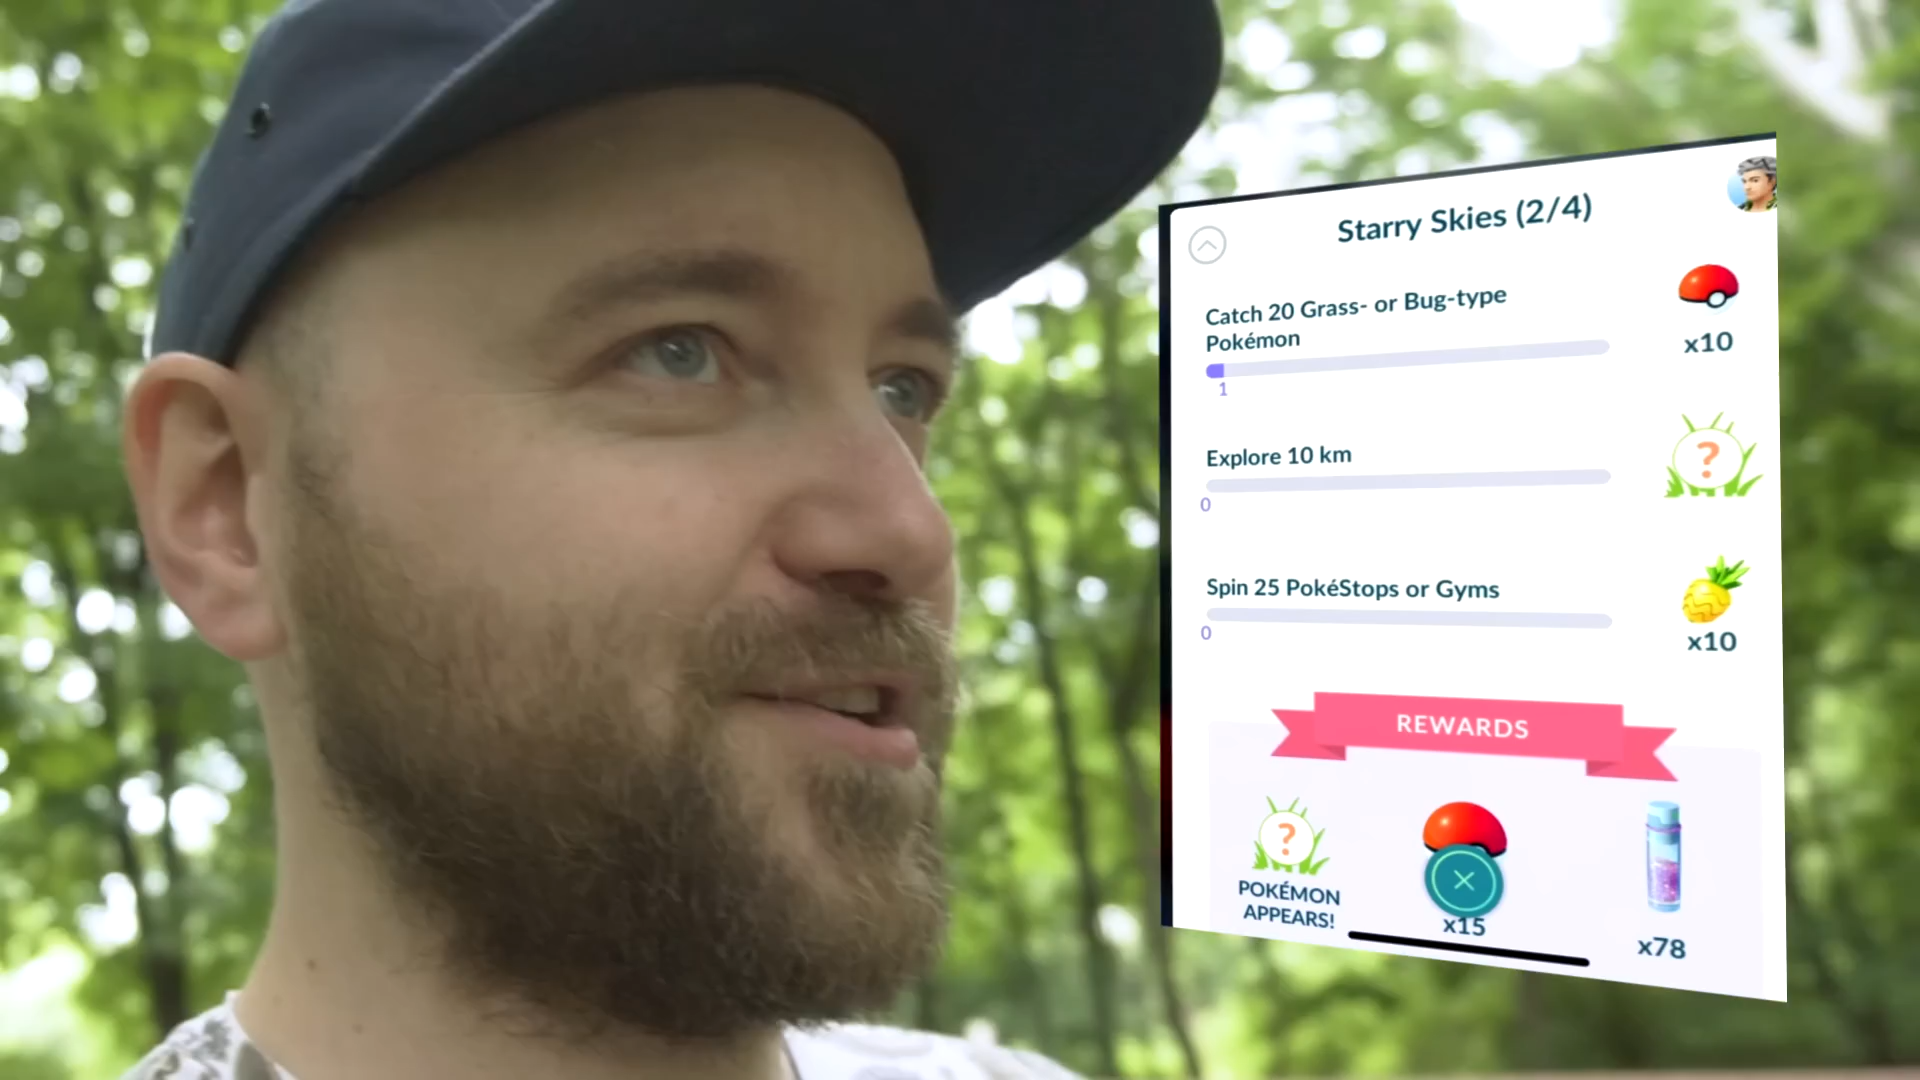 Starry Skies (2/4)
Catch 20 Grass- or Bug-type
Pokémon
x10
1
Explore 10 km
?
0
Spin 25 PokéStops or Gyms
0
x10
REWARDS
?
POKÉMON
APPEARS!
x15
x78